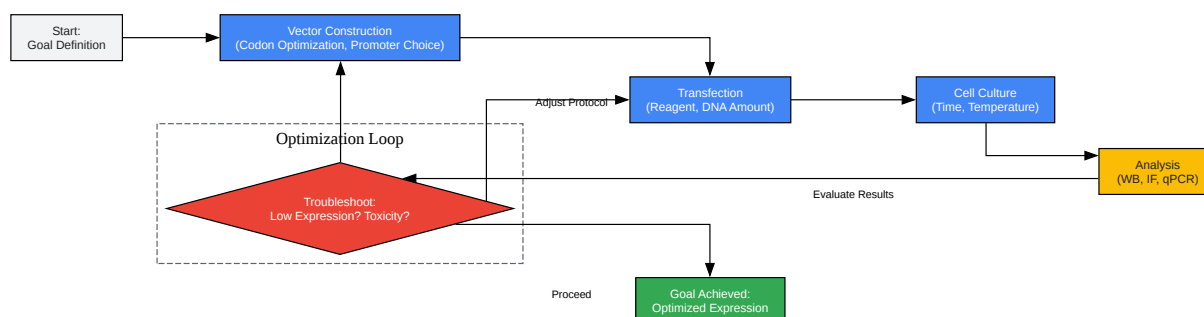 Start:
Goal Definition
Vector Construction
(Codon Optimization, Promoter Choice)
Transfection
(Reagent, DNA Amount)
Cell Culture
(Time, Temperature)
Adjust Protocol
Optimization Loop
Analysis
(WB, IF, qPCR)
Evaluate Results
Troubleshoot:
Low Expression? Toxicity?
Proceed
Goal Achieved:
Optimized Expression